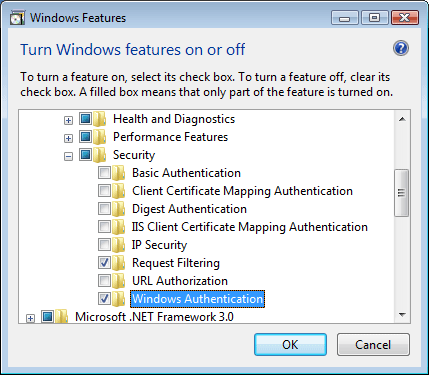 Windows Features
Turn Windows features on or off
To turn a feature on, select its check box. To turn a feature off, clear its
check box. A filled box means that only part of the feature is turned on.
Health and Diagnostics
Performance Features
Security
Basic Authentication
Client Certificate Mapping Authentication
Digest Authentication
IIS Client Certificate Mapping Authentication
IP Security
Request Filtering
URL Authorization
Windows Authentication
Microsoft .NET Framework 3.0
OK Cancel